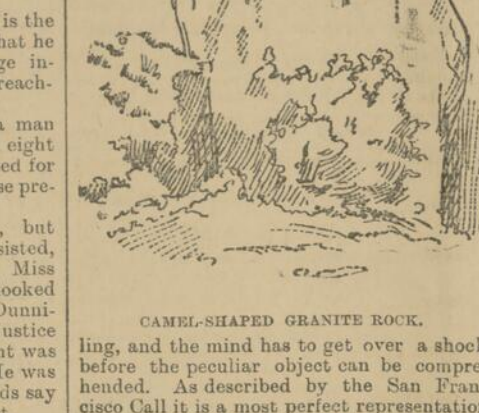 is the
hat he
ge in-
reach-
a man
eight
ed for
se pre-
, but
sisted,
Miss
ooked
Dunni-
ustice
nt was
He was
ds say
CAMEL-SHAPED GRANITE ROCK.
ling, and the mind has to get over a shock
before the peculiar object can be compre
hended. As described by the San Fran
cisco Call it is a most perfect representation